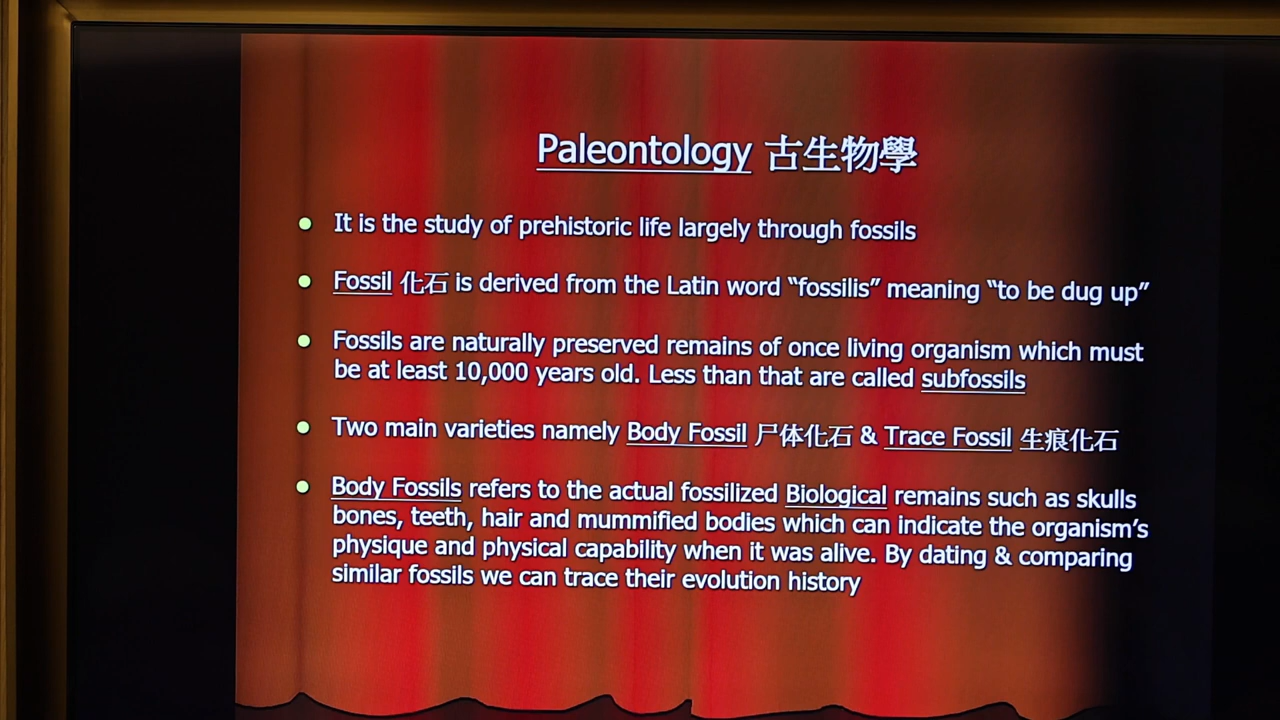 Paleontology 古生物學
It is the study of prehistoric life largely through fossils
Fossil 化石 is derived from the Latin word “fossilis” meaning “to be dug up”
Fossils are naturally preserved remains of once living organism which must
be at least 10,000 years old. Less than that are called subfossils
Two main varieties namely Body Fossil 尸体化石 & Trace Fossil 生痕化石
Body Fossils refers to the actual fossilized Biological remains such as skulls
bones, teeth, hair and mummified bodies which can indicate the organism’s
physique and physical capability when it was alive. By dating & comparing
similar fossils we can trace their evolution history